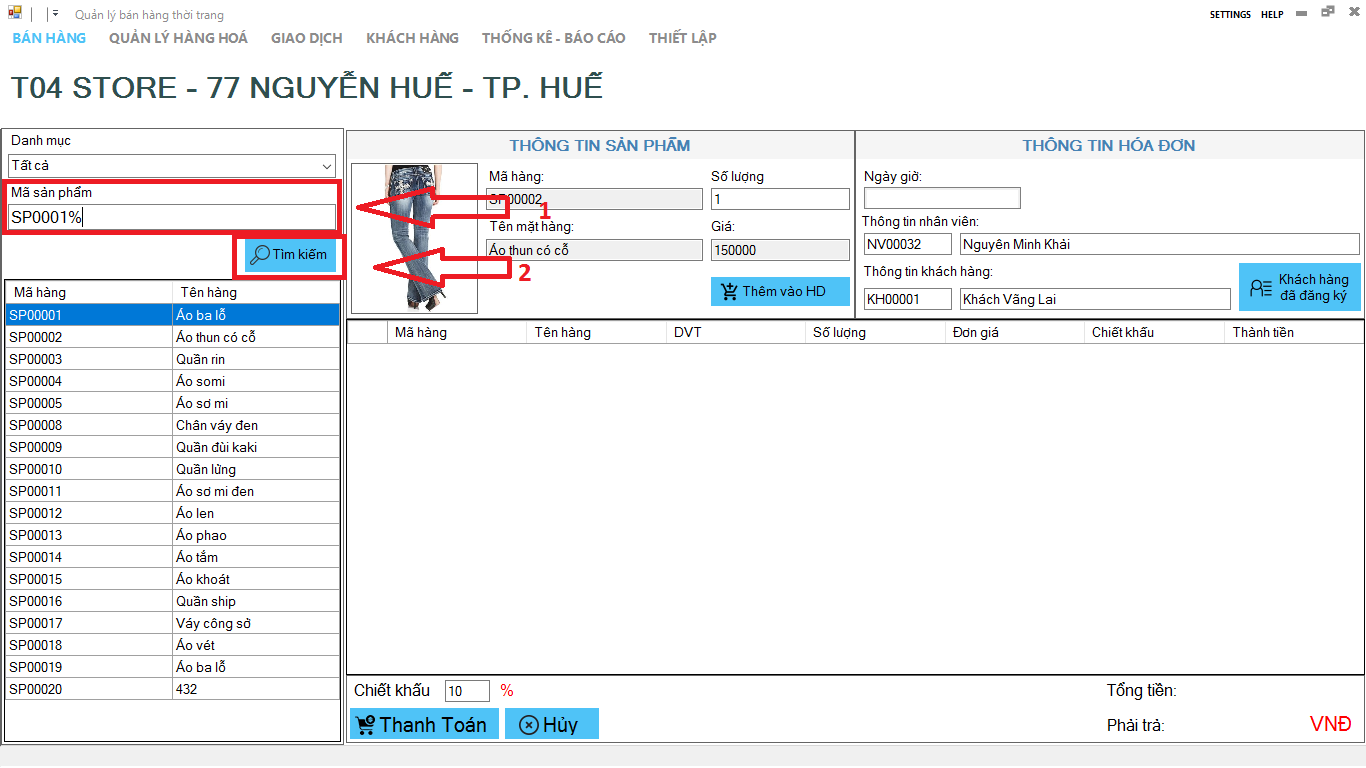 Quản lý bán hàng thời trang
SETTINGS HELP
BÁN HÀNG QUẢN LÝ HÀNG HOÁ GIAO DỊCH KHÁCH HÀNG THỐNG KÊ - BÁO CÁO THIẾT LẬP
T04 STORE - 77 NGUYỄN HUẾ - TP. HUẾ
Danh mục
Tất cả
Mã sản phẩm
SP0001%
Tìm kiếm
Mã hàng Tên hàng
SP00001 Áo ba lỗ
SP00002 Áo thun có cỗ
SP00003 Quần rin
SP00004 Áo somi
SP00005 Áo sơ mi
SP00008 Chân váy đen
SP00009 Quần đùi kaki
SP00010 Quần lửng
SP00011 Áo sơ mi đen
SP00012 Áo len
SP00013 Áo phao
SP00014 Áo tắm
SP00015 Áo khoát
SP00016 Quần ship
SP00017 Váy công sở
SP00018 Áo vét
SP00019 Áo ba lỗ
SP00020 432
THÔNG TIN SẢN PHẨM
Mã hàng:
SP00002
Số lượng
1
Tên mặt hàng:
Áo thun có cỗ
Giá:
150000
Thêm vào HD
1
2
THÔNG TIN HÓA ĐƠN
Ngày giờ:
Thông tin nhân viên:
NV00032 Nguyên Minh Khải
Thông tin khách hàng:
KH00001 Khách Vãng Lai
Khách hàng
đã đăng ký
Mã hàng Tên hàng DVT Số lượng Đơn giá Chiết khấu Thành tiền
Chiết khấu 10 %
Thanh Toán Hủy
Tổng tiền:
Phải trả: VNĐ